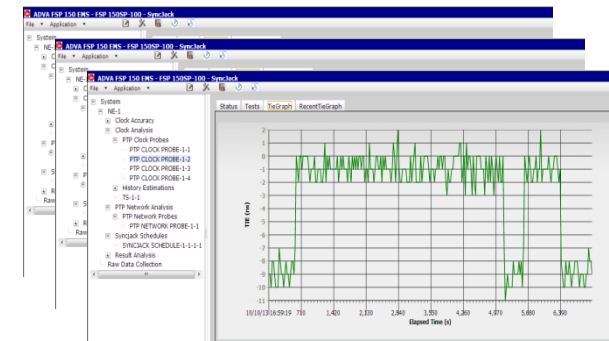 ADVA FSP 150 EMS - FSP 150SP-100 - SyncJack
File Application
System
NE-
ADVA FSP 150 EMS - FSP 150SP-100 - SyncJack
File Application
System
NE-
ADVA FSP 150 EMS - FSP 150SP-100 - SyncJack
File Application
System
NE-1
Clock Accuracy
Clock Analysis
PTP Clock Probes
PTP CLOCK PROBE-1-1
PTP CLOCK PROBE-1-2
PTP CLOCK PROBE-1-3
PTP CLOCK PROBE-1-4
History Estimations
TS-1-1
PTP Network Analysis
PTP Network Probes
PTP NETWORK PROBE-1-1
Syncjack Schedules
SYNCJACK SCHEDULE-1-1-1-1
Result Analysis
Raw Data Collection
Status Tests TieGraph RecentTieGraph
2
1
0
-1
-2
-3
-4
-5
-6
-7
-8
-9
-10
-11
TIE (ns)
10/10/13 16:59:19 710 1,420 2,130 2,840 3,550 4,260 4,970 5,680 6,390
Elapsed Time (s)